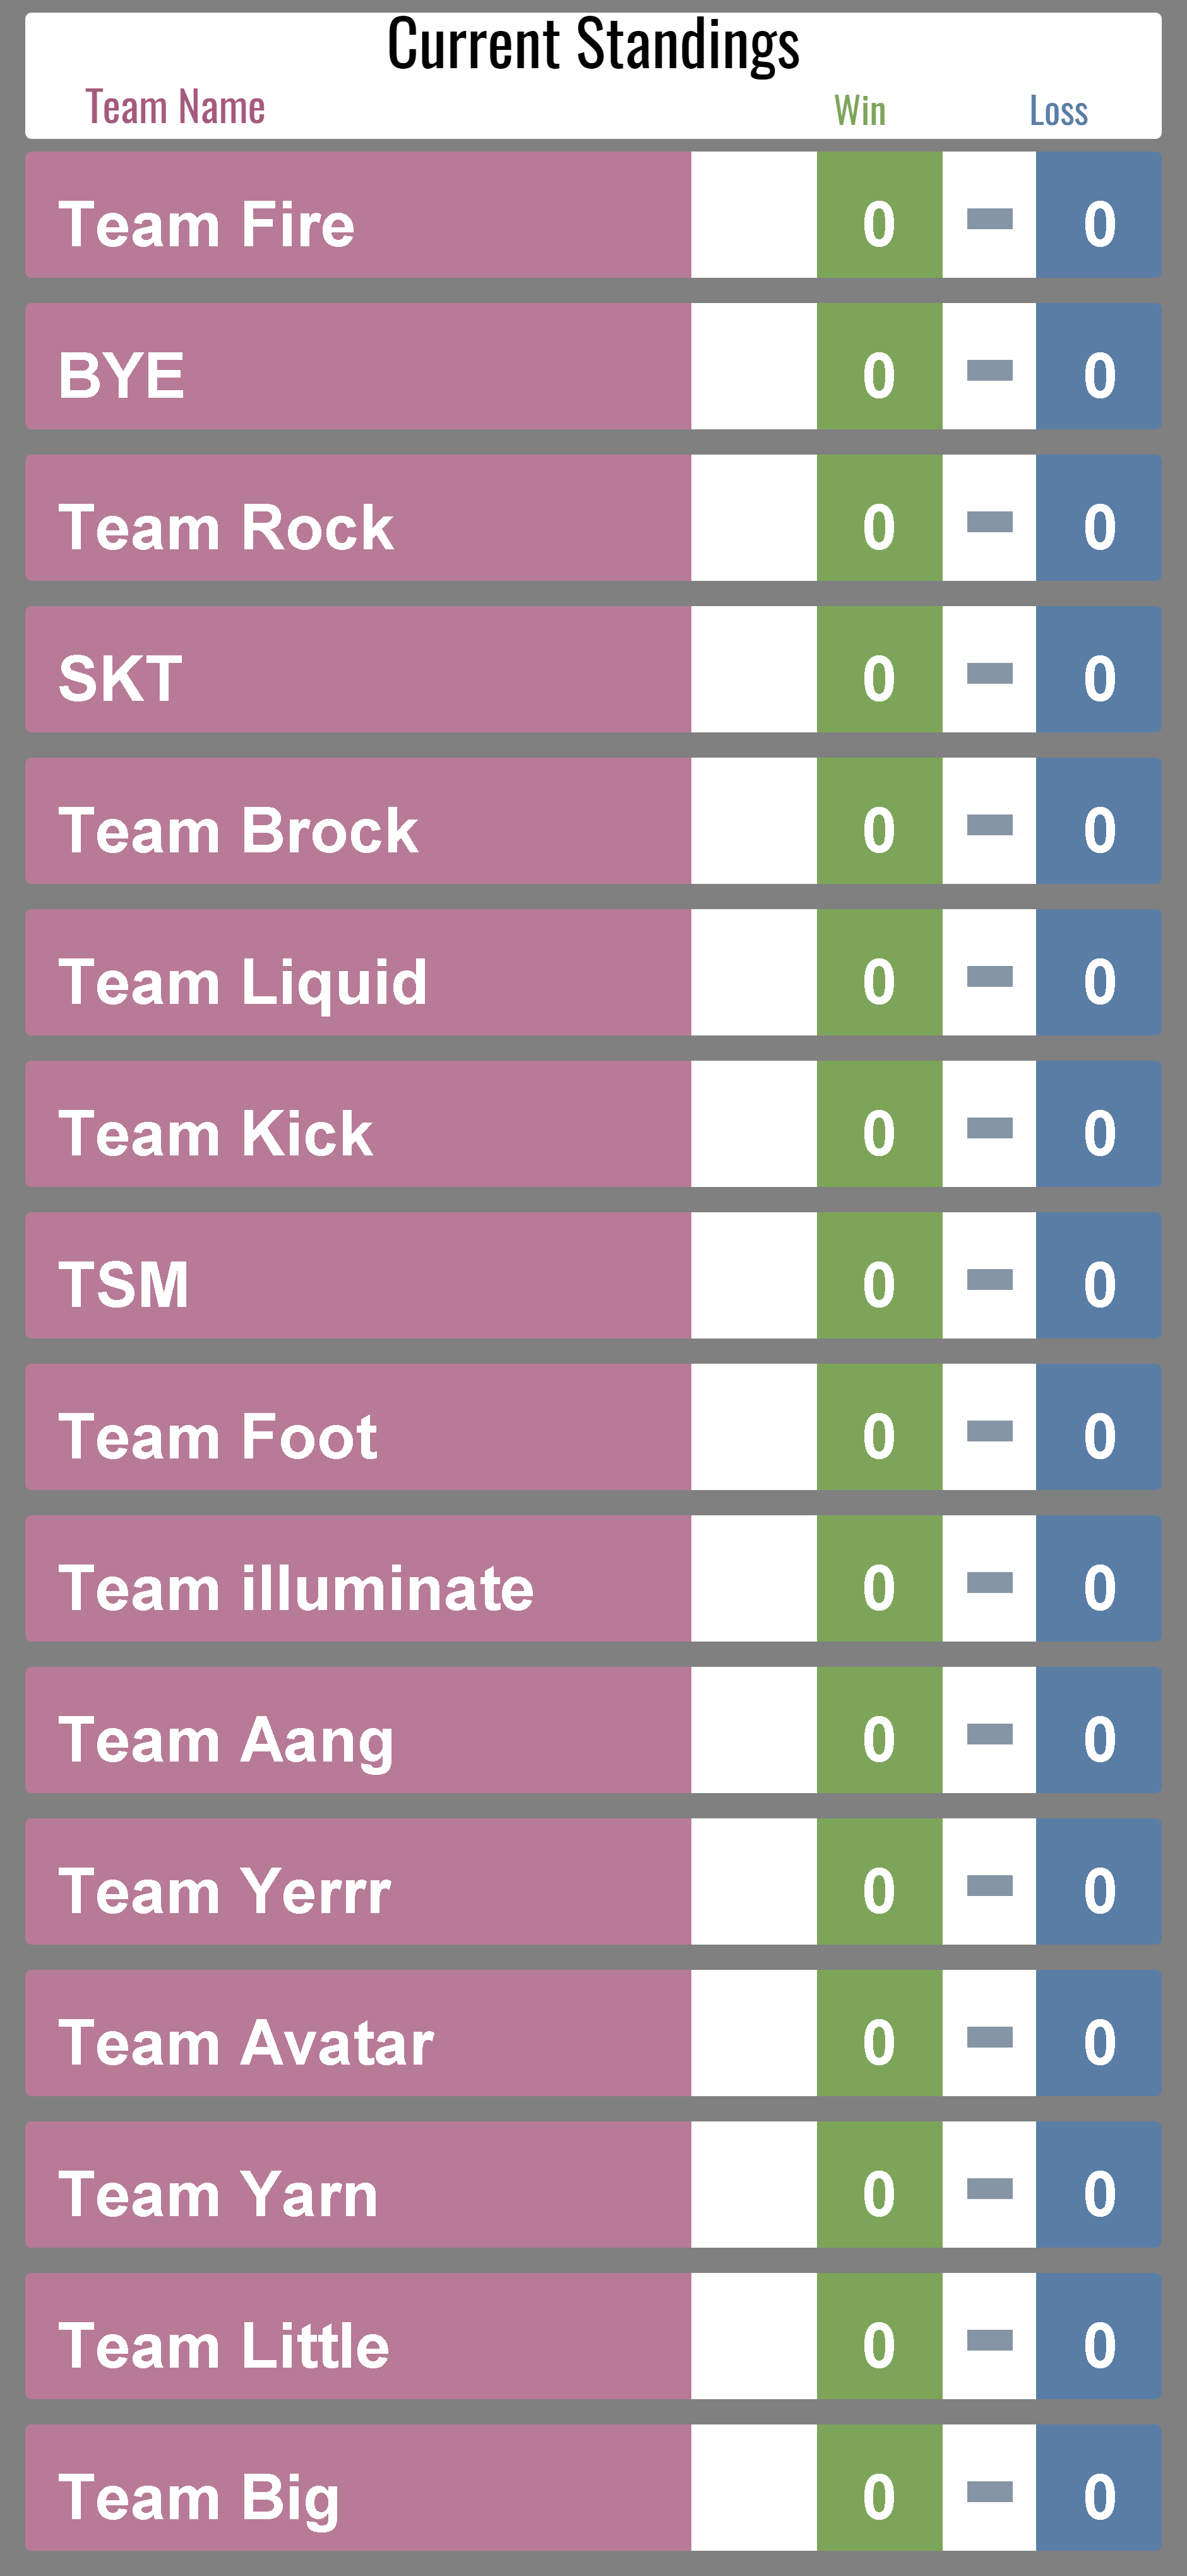 Current Standings
Team Name Win Loss
Team Fire 0 0
BYE 0 0
Team Rock 0 0
SKT 0 0
Team Brock 0 0
Team Liquid 0 0
Team Kick 0 0
TSM 0 0
Team Foot 0 0
Team illuminate 0 0
Team Aang 0 0
Team Yerrr 0 0
Team Avatar 0 0
Team Yarn 0 0
Team Little 0 0
Team Big 0 0